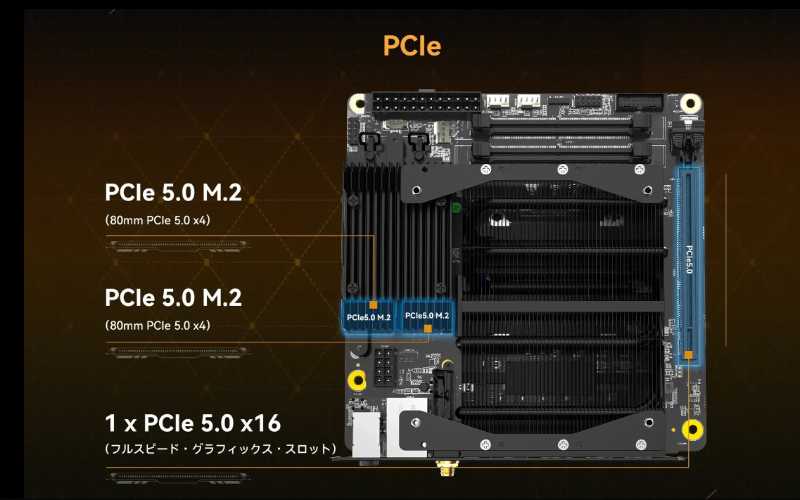 PCIe
PCIe 5.0 M.2
(80mm PCIe 5.0 x4)
PCIe 5.0 M.2
(80mm PCIe 5.0 x4)
1 x PCIe 5.0 x16
(フルスピード・グラフィックス・スロット)
PCIe5.0 M.2
PCIe5.0 M.2
PCIe5.0